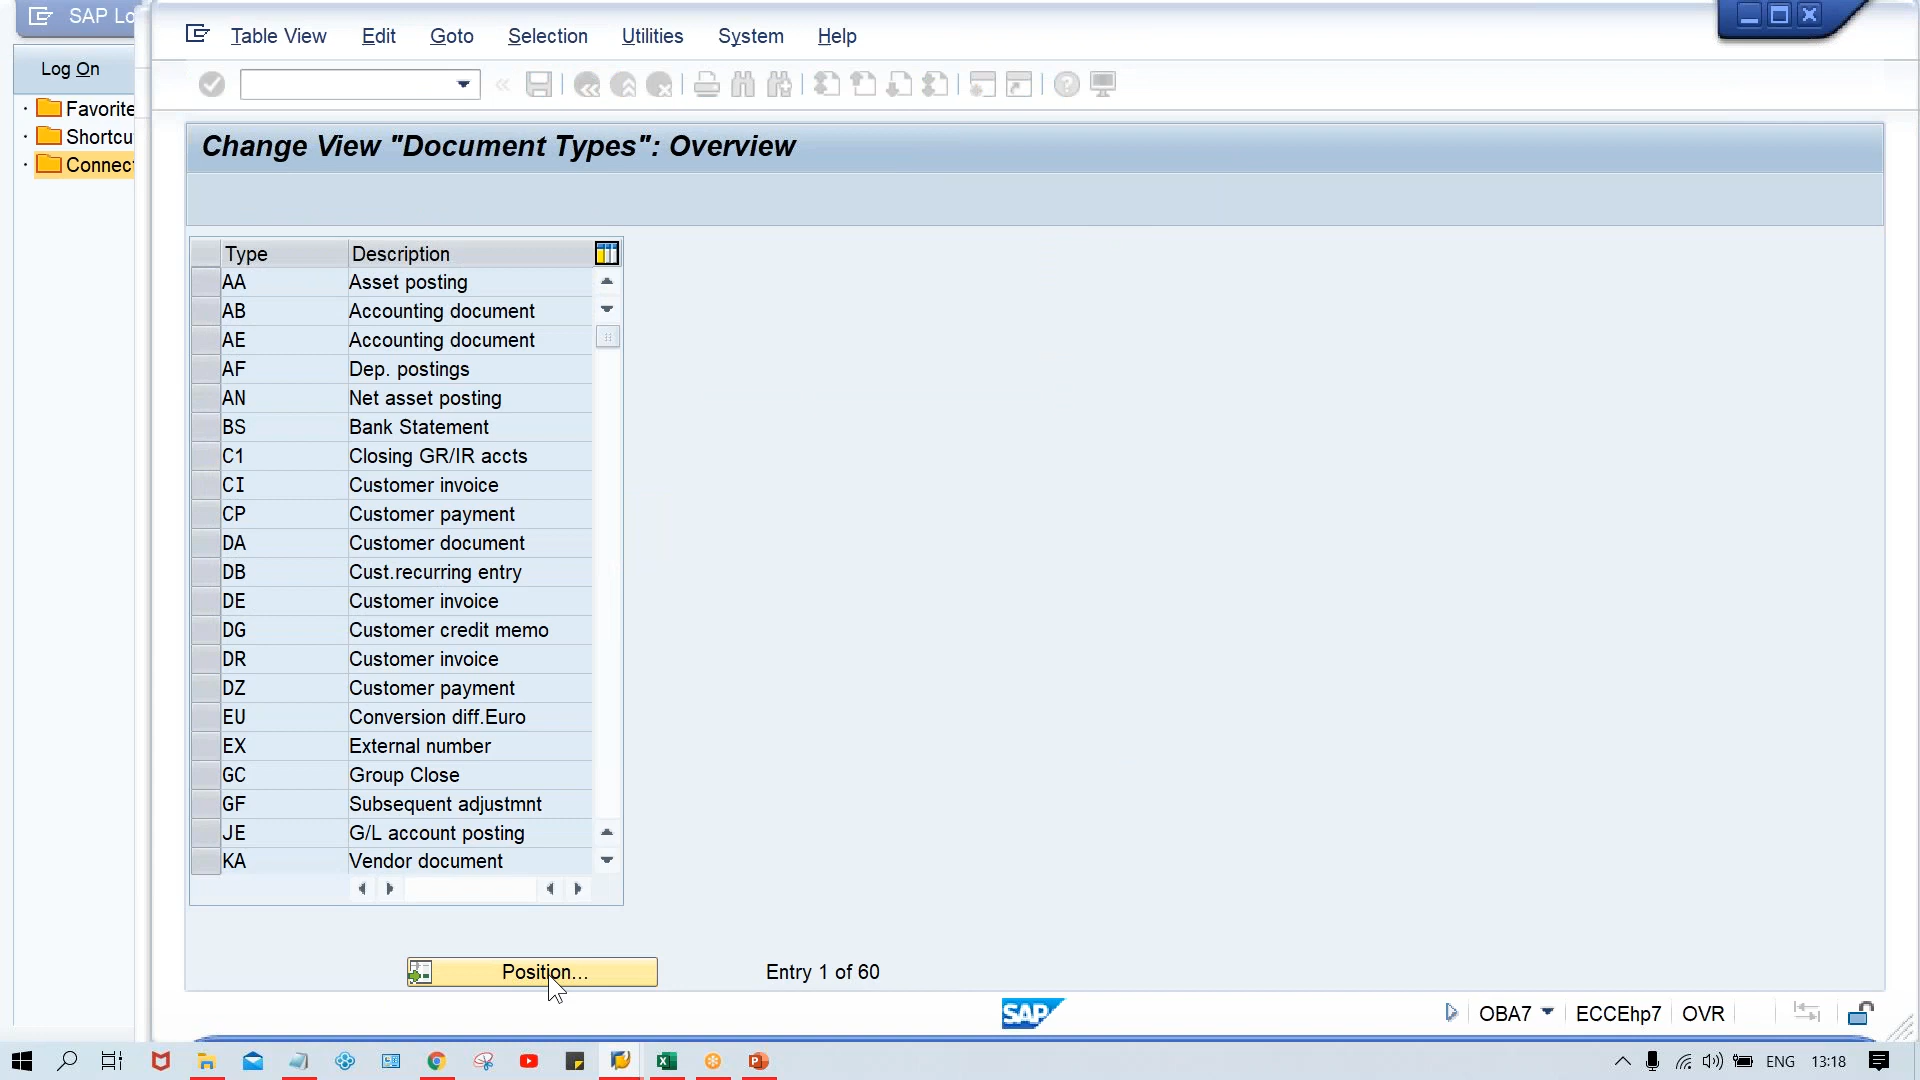 SAP Lo
Log On
Favorite
Shortcu
Connect
Table View Edit Goto Selection Utilities System Help
Change View "Document Types": Overview
Type Description
AA Asset posting
AB Accounting document
AE Accounting document
AF Dep. postings
AN Net asset posting
BS Bank Statement
C1 Closing GR/IR accts
CI Customer invoice
CP Customer payment
DA Customer document
DB Cust.recurring entry
DE Customer invoice
DG Customer credit memo
DR Customer invoice
DZ Customer payment
EU Conversion diff.Euro
EX External number
GC Group Close
GF Subsequent adjustmnt
JE G/L account posting
KA Vendor document
Position... Entry 1 of 60
SAP OBA7 ECCEhp7 OVR
ENG 13:18